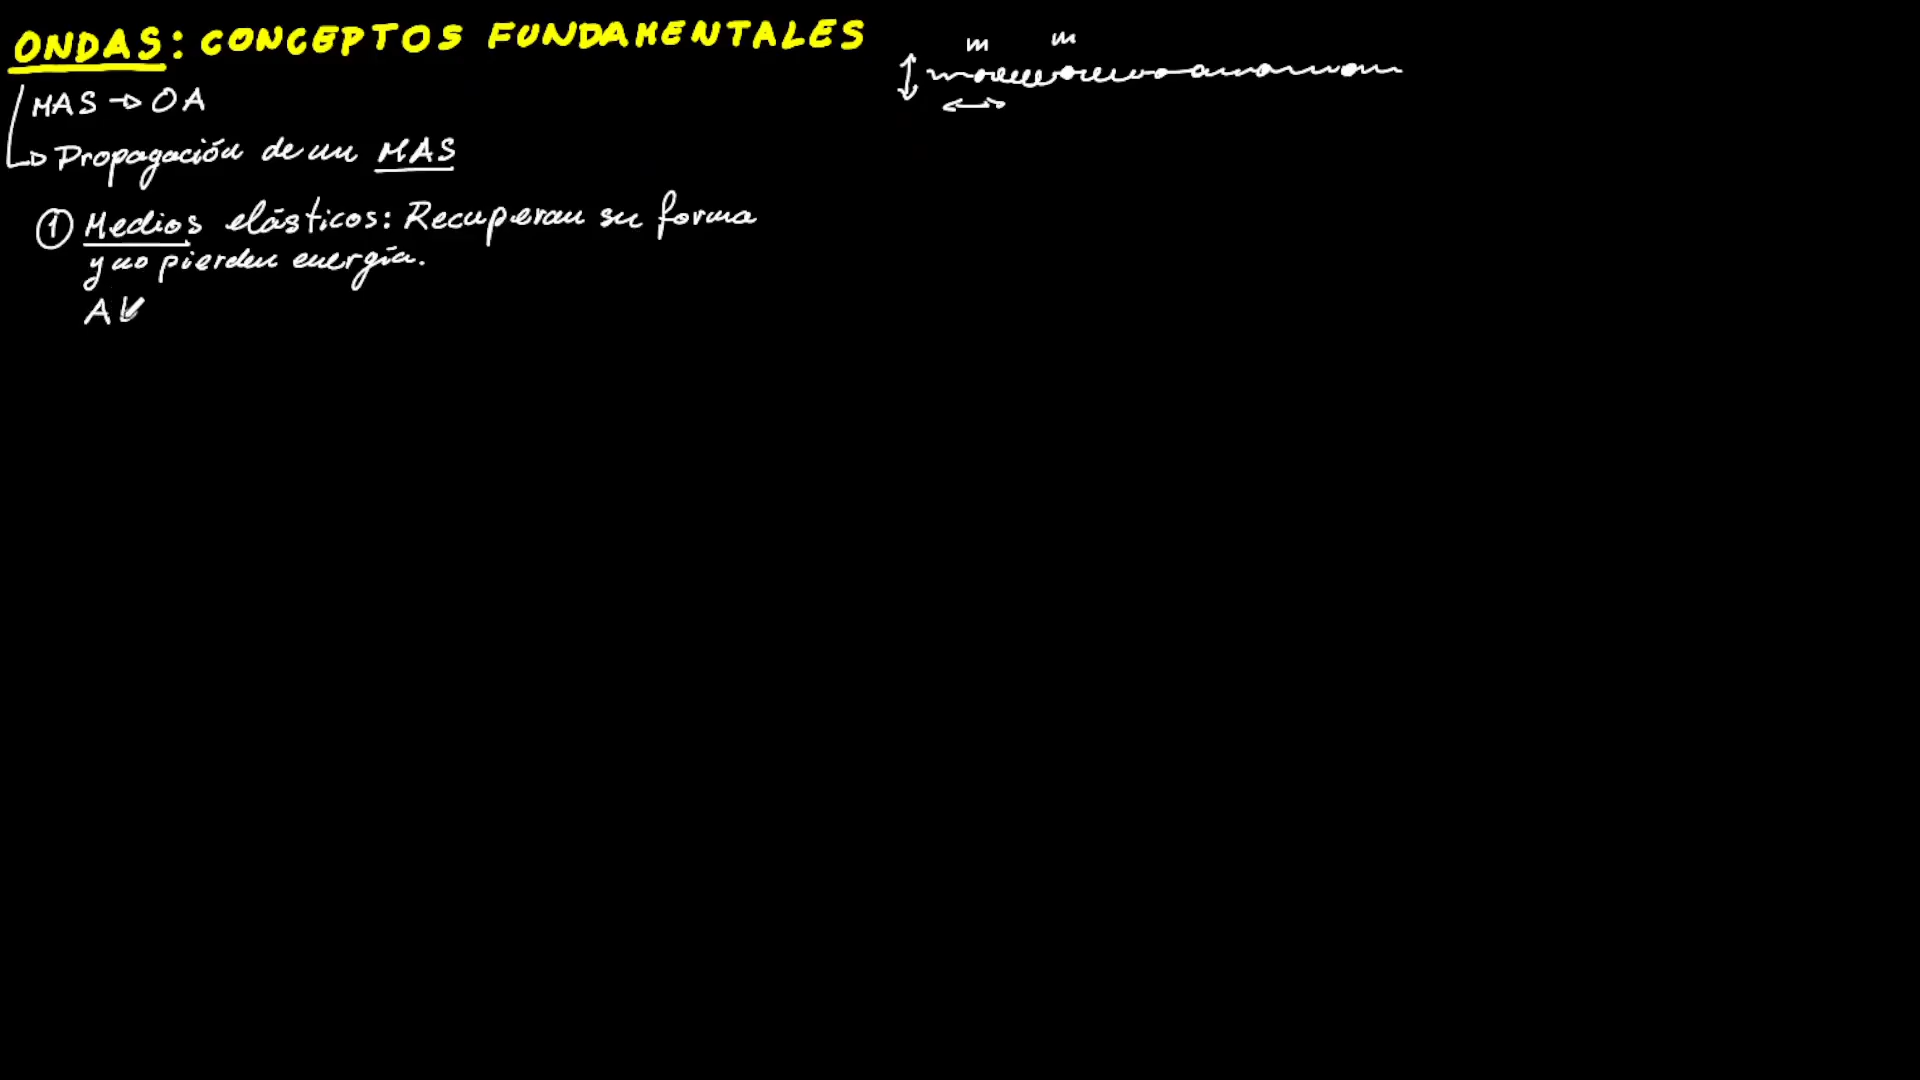 ONDAS: CONCEPTOS FUNDAMENTALES
m m
MAS → OA
↳ Propagación de un MAS
① Medios elásticos: Recuperan su forma
y no pierden energía.
A